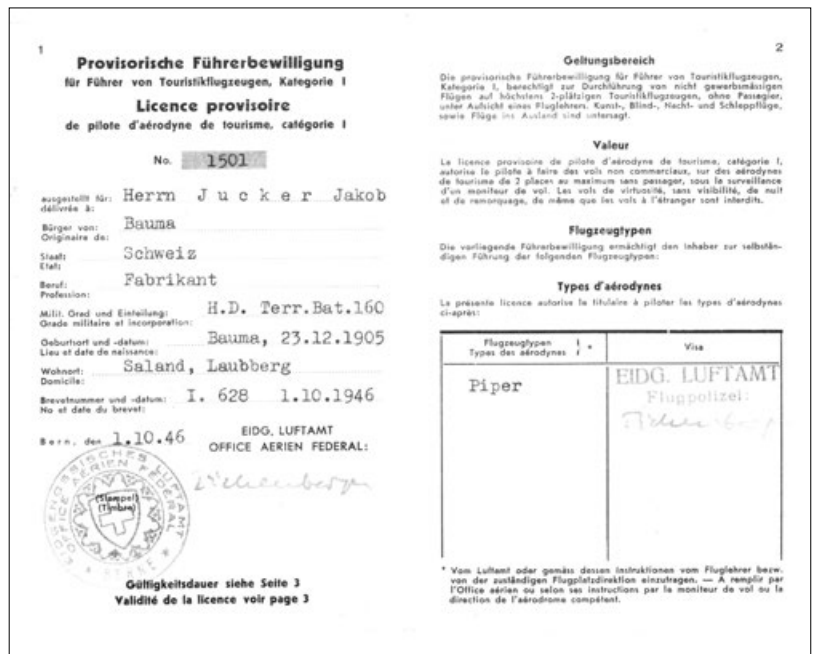 1
Provisorische Führerbewilligung
für Führer von Touristikflugzeugen, Kategorie I
Licence provisoire
de pilote d'aérodyne de tourisme, catégorie I
No. 1501
ausgestellt für: Herrn Jucker Jakob
délivrée à:
Bürger von: Bauma
Originaire de:
Staat: Schweiz
Etat:
Beruf: Fabrikant
Profession:
Milit. Grad und Einteilung: H.D. Terr.Bat.160
Grade militaire et incorporation:
Geburtsort und -datum: Bauma, 23.12.1905
Lieu et date de naissance:
Wohnort: Saland, Laubberg
Domicile:
Brevetnummer und -datum: I. 628 1.10.1946
No et date du brevet:
Bern, den 1.10.46
EIDG. LUFTAMT
OFFICE AERIEN FEDERAL:
EIDGENÖSSISCHES LUFTAMT
OFFICE AÉRIEN FÉDÉRAL
* BERNE *
(Stempel)
(Timbre)
Gültigkeitsdauer siehe Seite 3
Validité de la licence voir page 3
2
Geltungsbereich
Die provisorische Führerbewilligung für Führer von Touristikflugzeugen,
Kategorie I, berechtigt zur Durchführung von nicht gewerbsmässigen
Flügen auf höchstens 2-plätzigen Touristikflugzeugen, ohne Passagier,
unter Aufsicht eines Fluglehrers. Kunst-, Blind-, Nacht- und Schleppflüge,
sowie Flüge ins Ausland sind untersagt.
Valeur
La licence provisoire de pilote d'aérodyne de tourisme, catégorie I,
autorise le pilote à faire des vols non commerciaux, sur des aérodynes
de tourisme de 2 places au maximum sans passager, sous la surveillance
d'un moniteur de vol. Les vols de virtuosité, sans visibilité, de nuit
et de remorquage, de même que les vols à l'étranger sont interdits.
Flugzeugtypen
Die vorliegende Führerbewilligung ermächtigt den Inhaber zur selbstän-
digen Führung der folgenden Flugzeugtypen:
Types d'aérodynes
La présente licence autorise le titulaire à piloter les types d'aérodynes
ci-après:
Flugzeugtypen
Types des aérodynes
*
Visa
Piper
EIDG. LUFTAMT
Flugpolizei:
* Vom Luftamt oder gemäss dessen Instruktionen vom Fluglehrer bezw.
von der zuständigen Flugplatzdirektion einzutragen. — A remplir par
l'Office aérien ou selon ses instructions par le moniteur de vol ou la
direction de l'aérodrome compétent.